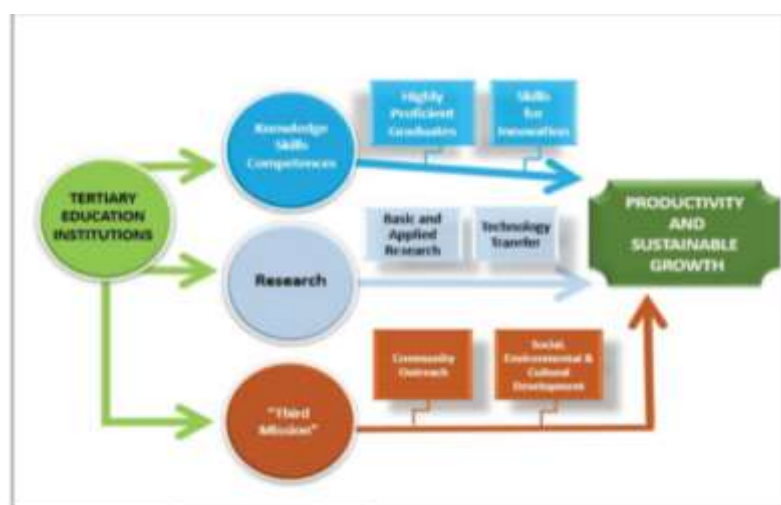 TERTIARY
EDUCATION
INSTITUTIONS
Knowledge
Skills
Competences
Highly
Proficient
Graduates
Skills
for
Innovation
Research
Basic and
Applied
Research
Technology
Transfer
"Third
Mission"
Community
Outreach
Social,
Environmental &
Cultural
Development
PRODUCTIVITY
AND
SUSTAINABLE
GROWTH